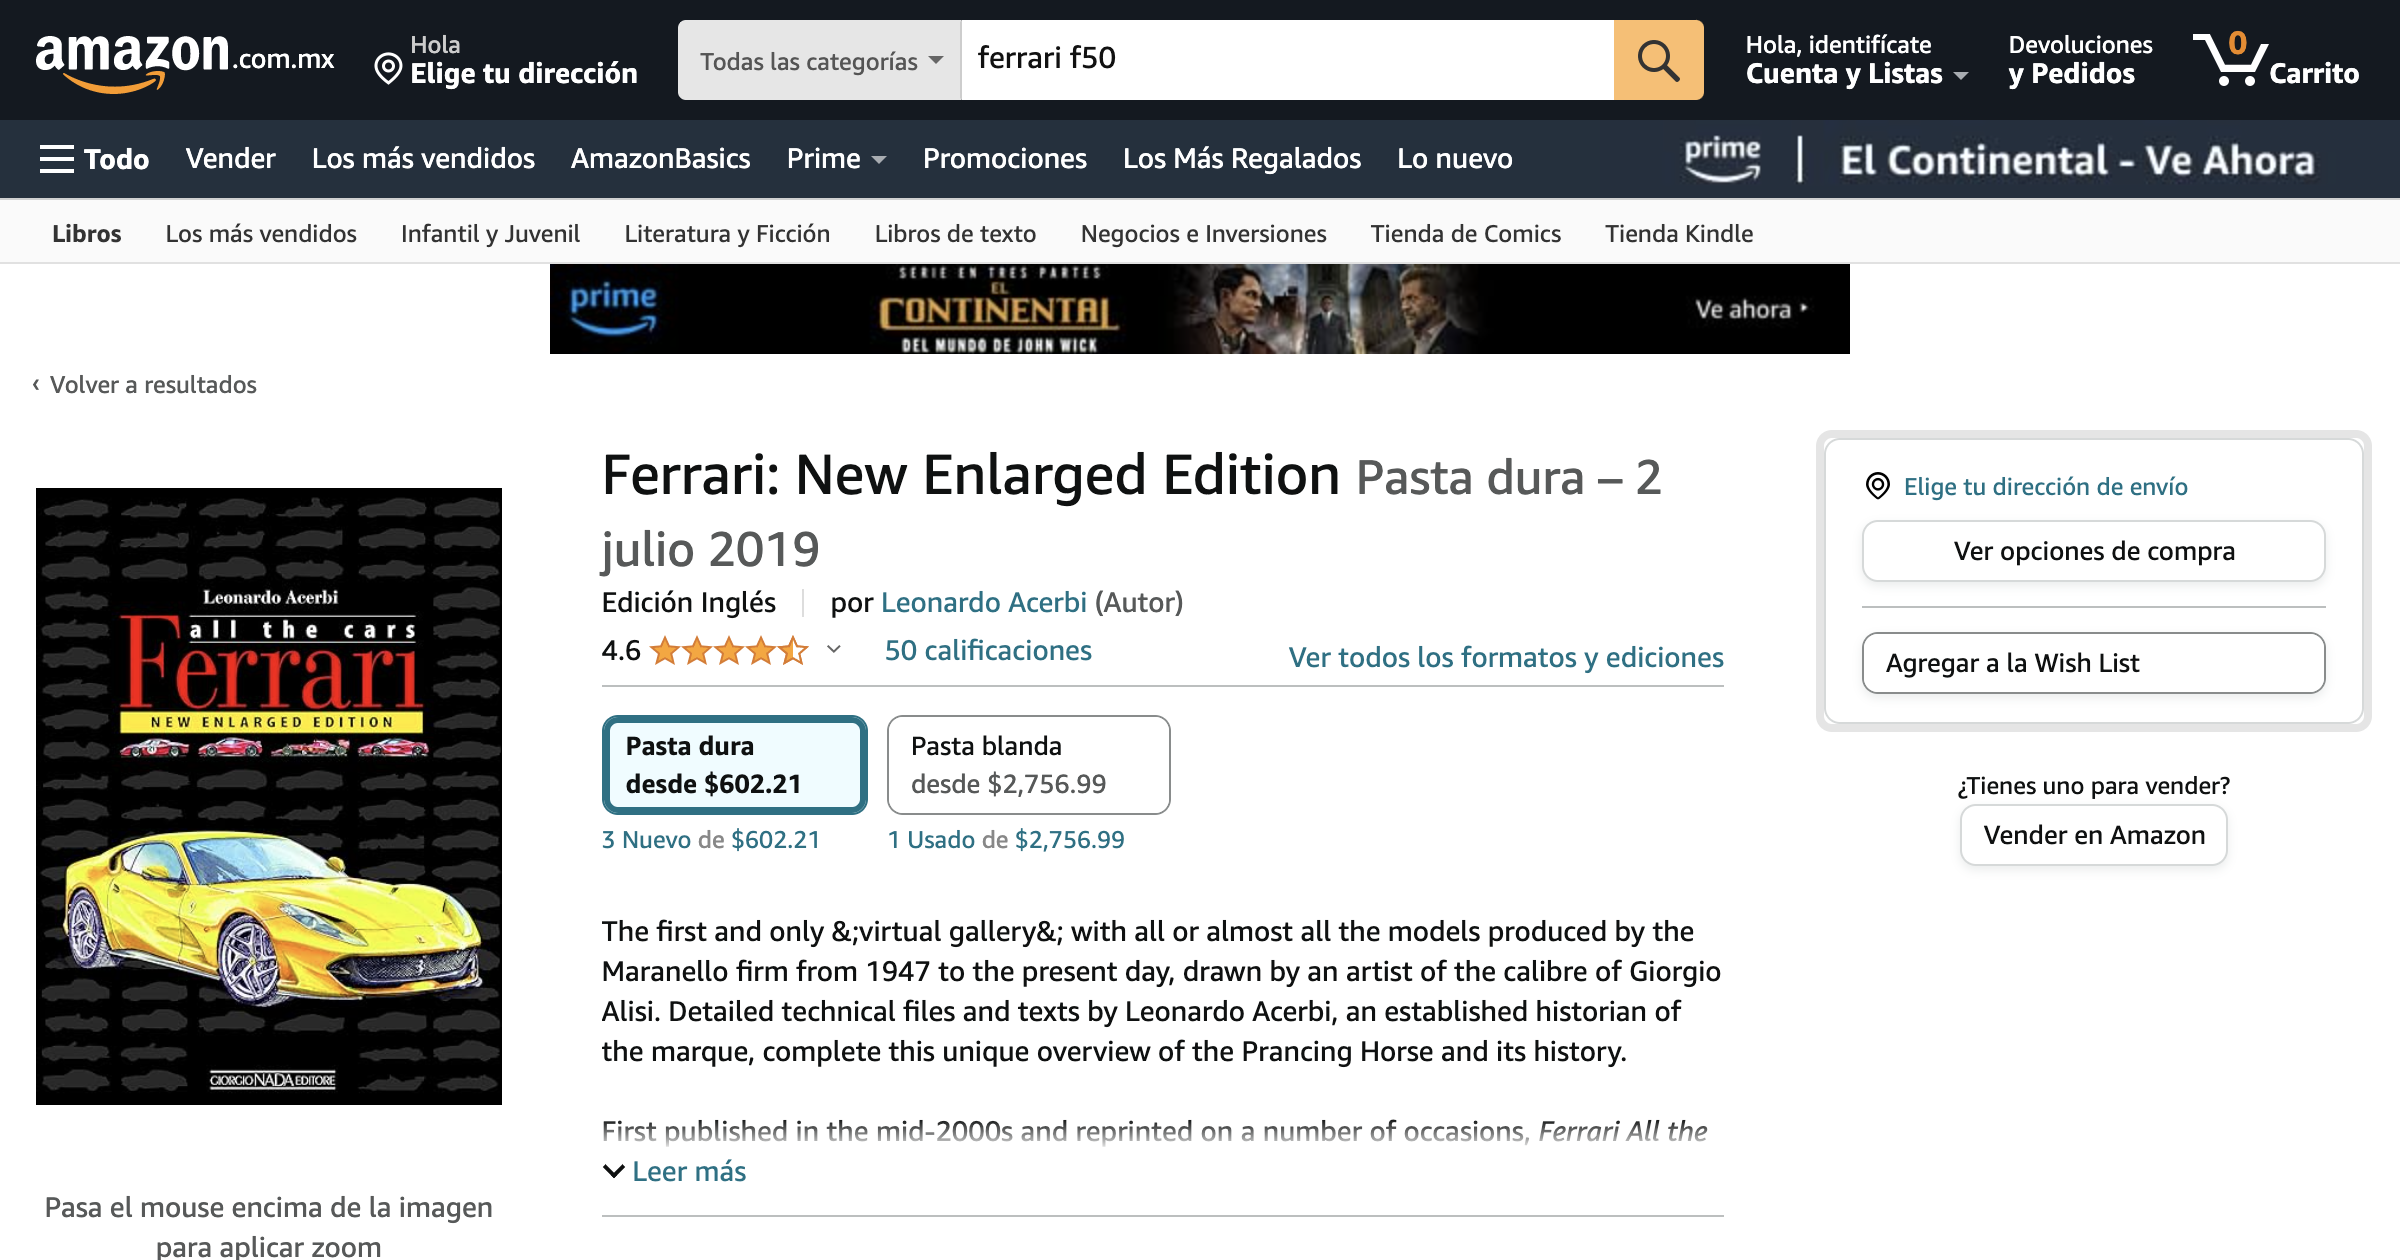 amazon.com.mx
Hola
Elige tu dirección
Todas las categorías
ferrari f50
Hola, identifícate
Cuenta y Listas
Devoluciones
y Pedidos
0
Carrito
Todo
Vender
Los más vendidos
AmazonBasics
Prime
Promociones
Los Más Regalados
Lo nuevo
prime
El Continental - Ve Ahora
Libros
Los más vendidos
Infantil y Juvenil
Literatura y Ficción
Libros de texto
Negocios e Inversiones
Tienda de Comics
Tienda Kindle
prime
SERIE EN TRES PARTES
EL
CONTINENTAL
DEL MUNDO DE JOHN WICK
Ve ahora
‹ Volver a resultados
Leonardo Acerbi
all the cars
Ferrari
NEW ENLARGED EDITION
GIORGIO NADA EDITORE
Pasa el mouse encima de la imagen
para aplicar zoom
Ferrari: New Enlarged Edition Pasta dura – 2
julio 2019
Edición Inglés
por Leonardo Acerbi (Autor)
4.6
50 calificaciones
Ver todos los formatos y ediciones
Pasta dura
desde $602.21
Pasta blanda
desde $2,756.99
3 Nuevo de $602.21
1 Usado de $2,756.99
The first and only &;virtual gallery&; with all or almost all the models produced by the
Maranello firm from 1947 to the present day, drawn by an artist of the calibre of Giorgio
Alisi. Detailed technical files and texts by Leonardo Acerbi, an established historian of
the marque, complete this unique overview of the Prancing Horse and its history.
First published in the mid-2000s and reprinted on a number of occasions, Ferrari All the
Leer más
Elige tu dirección de envío
Ver opciones de compra
Agregar a la Wish List
¿Tienes uno para vender?
Vender en Amazon